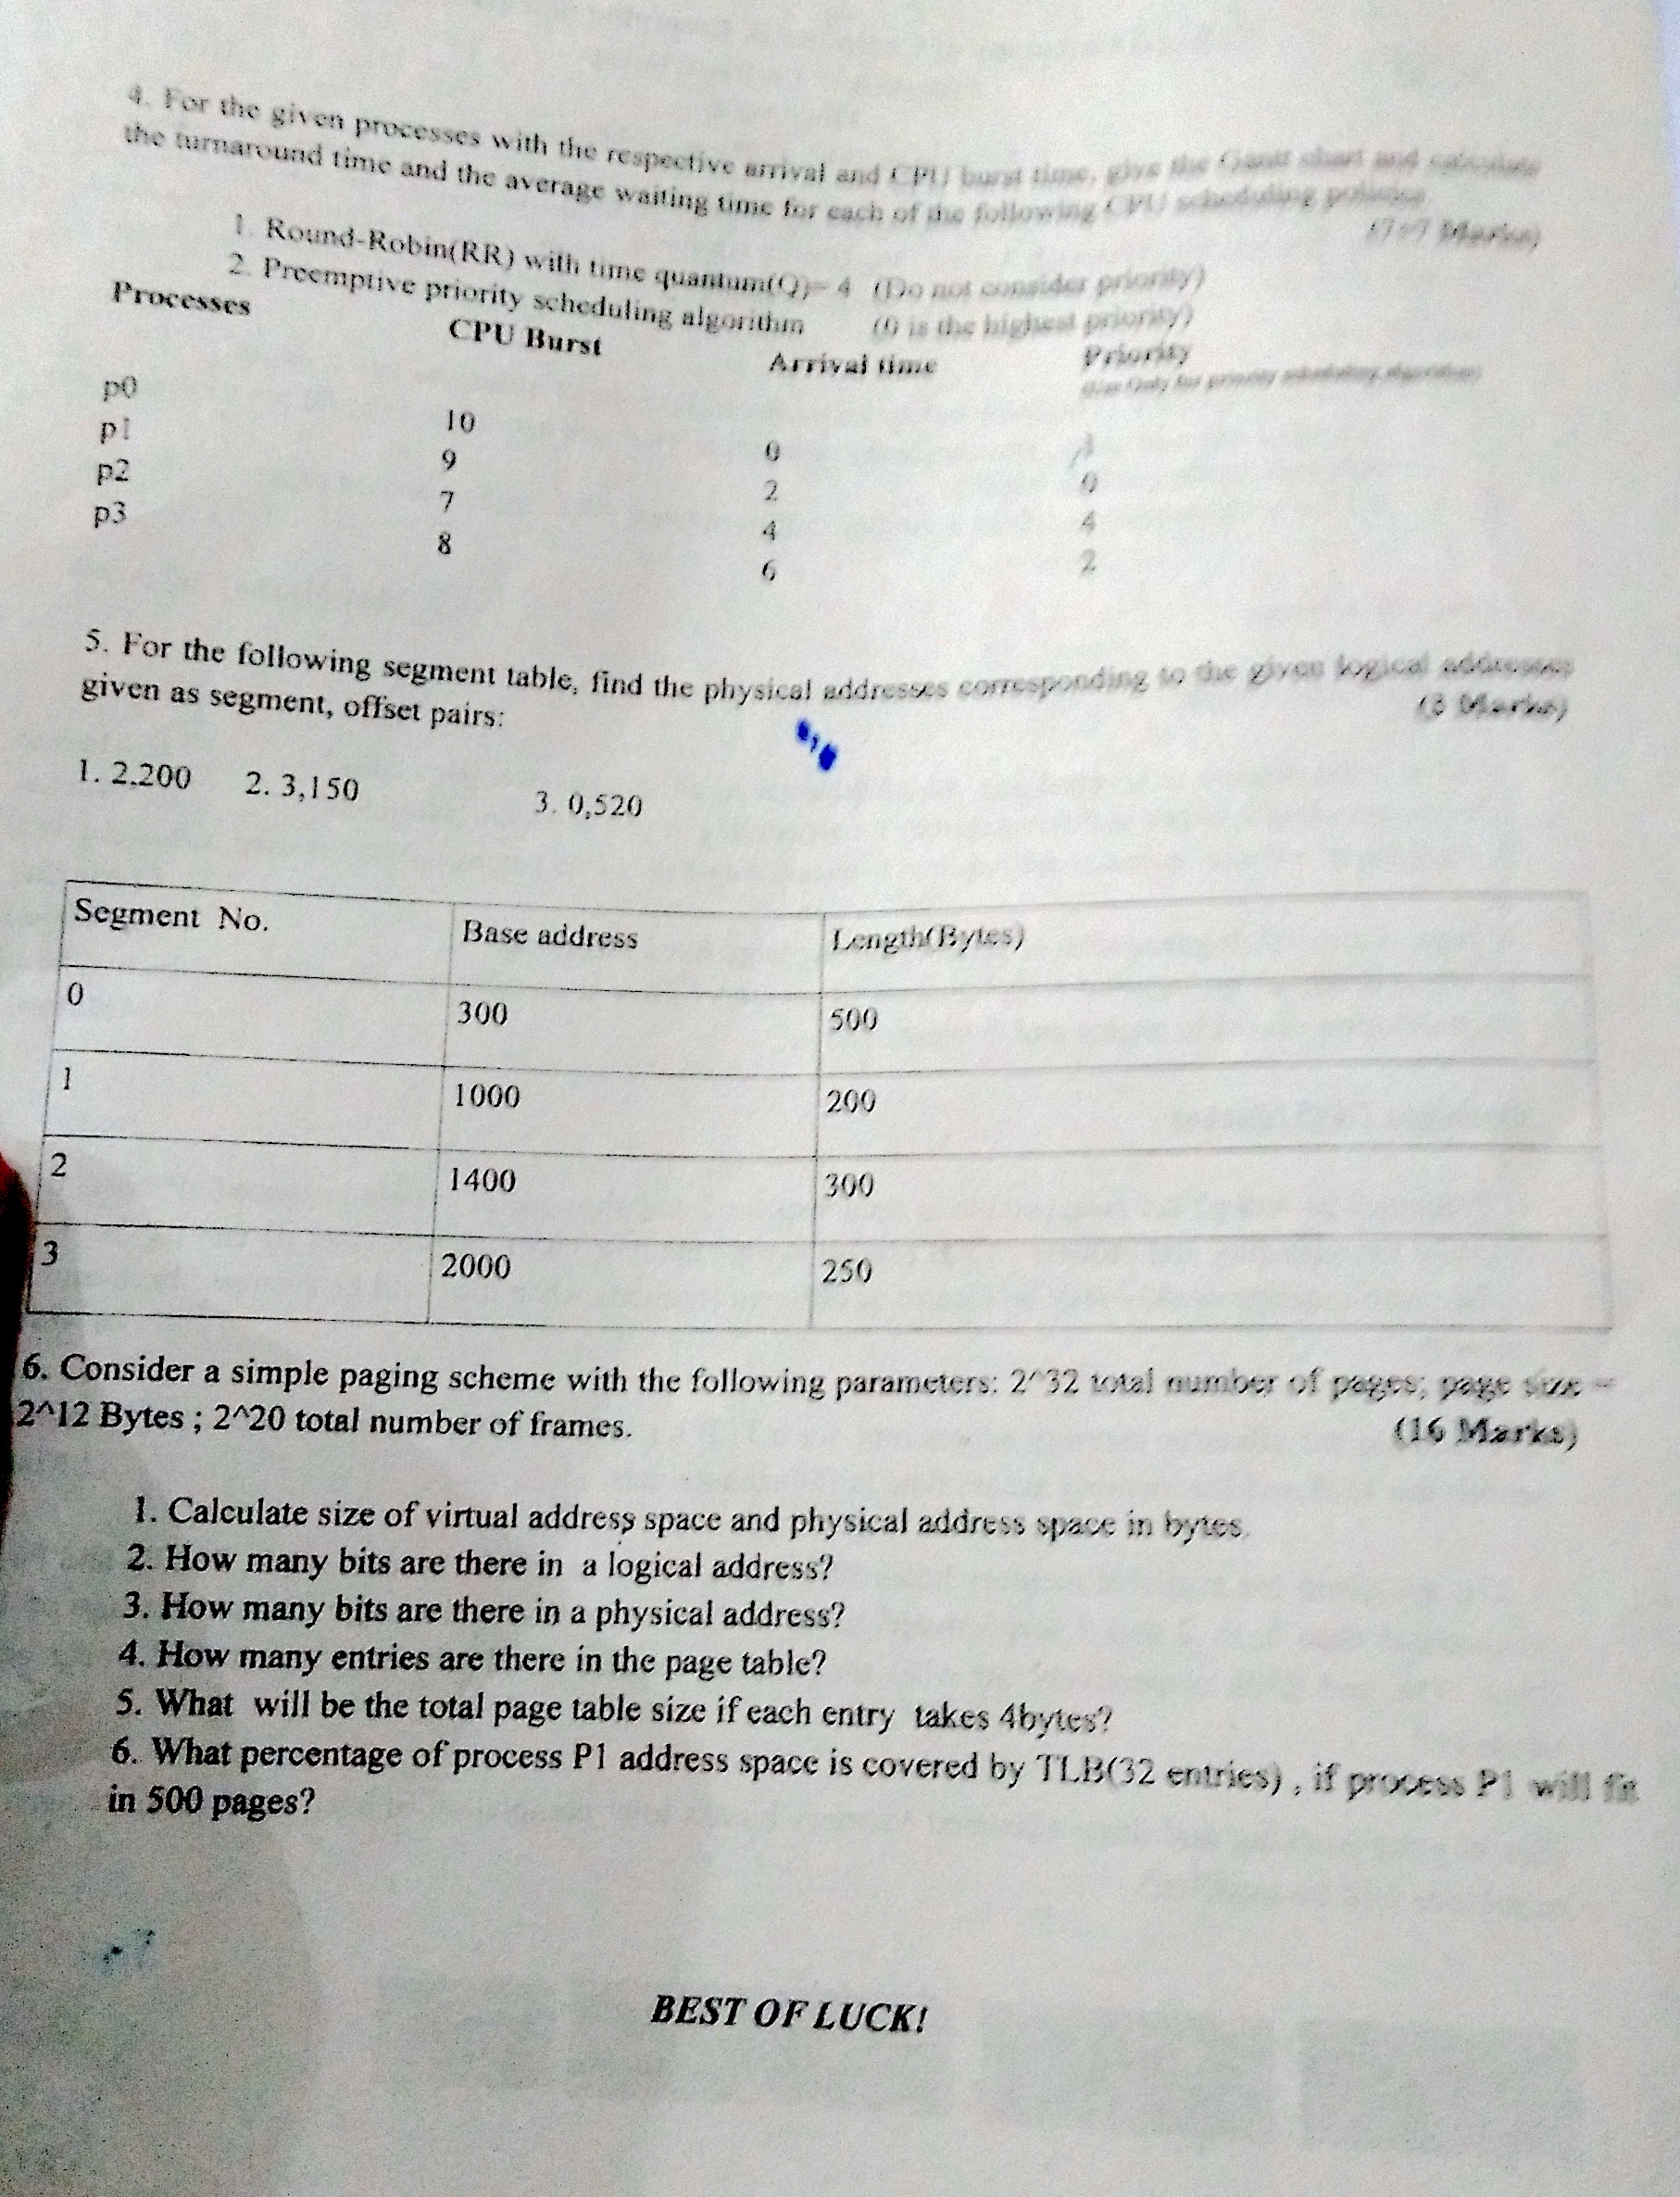 4. For the given processes with the respective arrival and CPU burst time, give the Gantt chart and calculate
the turnaround time and the average waiting time for each of the following CPU scheduling policies
(7+7 Marks)
1. Round-Robin(RR) with time quantum(Q)= 4 (Do not consider priority)
2. Preemptive priority scheduling algorithm (0 is the highest priority)
Processes CPU Burst Arrival time Priority
(Use Only for priority scheduling algorithm)
p0 10 0
p1 9 2 0
p2 7 4 4
p3 8 6 2
5. For the following segment table, find the physical addresses corresponding to the given logical addresses
given as segment, offset pairs:
Marks)
1. 2,200 2. 3,150 3. 0,520
Segment No. Base address Length(Bytes)
0 300 500
1 1000 200
2 1400 300
3 2000 250
6. Consider a simple paging scheme with the following parameters: 2^32 total number of pages; page size =
2^12 Bytes ; 2^20 total number of frames.
(16 Marks)
1. Calculate size of virtual address space and physical address space in bytes.
2. How many bits are there in a logical address?
3. How many bits are there in a physical address?
4. How many entries are there in the page table?
5. What will be the total page table size if each entry takes 4bytes?
6. What percentage of process P1 address space is covered by TLB(32 entries) , if process P1 will fit
in 500 pages?
BEST OF LUCK!